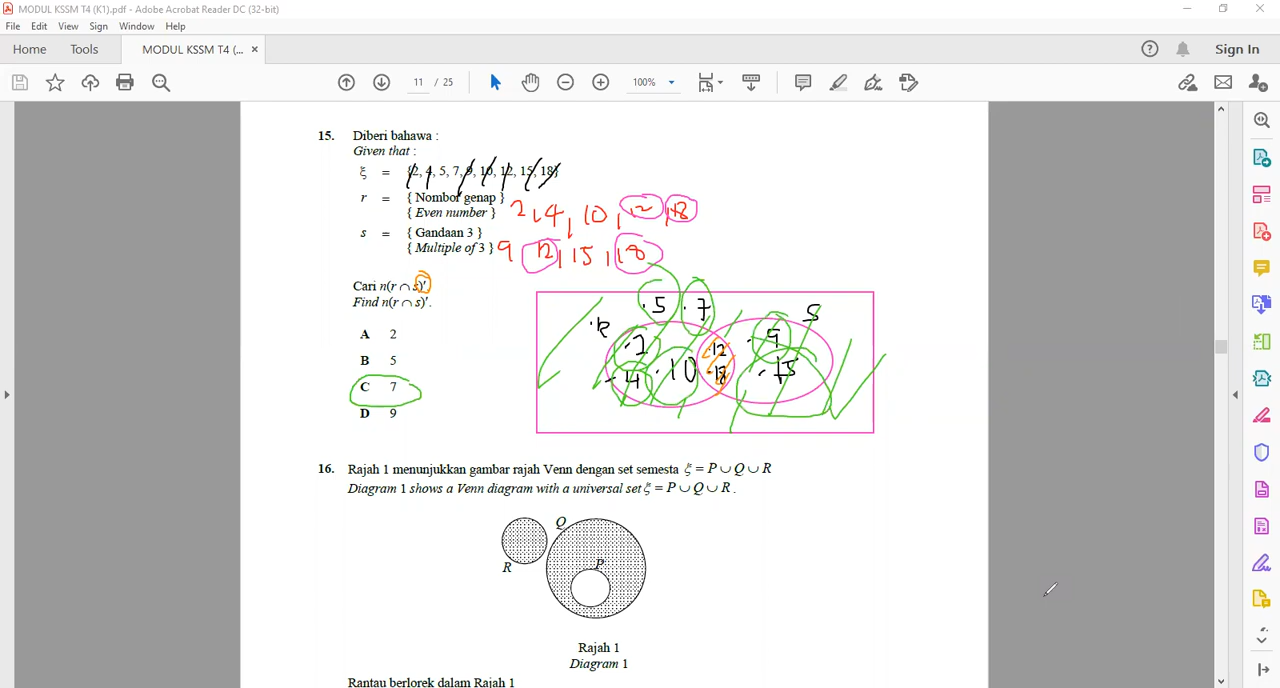 MODUL KSSM T4 (K1).pdf - Adobe Acrobat Reader DC (32-bit)
File Edit View Sign Window Help
Home Tools MODUL KSSM T4 (... × Sign In
11 / 25 100%
15. Diberi bahawa :
Given that :
ξ = {2, 4, 5, 7, 9, 10, 12, 15, 18}
r = { Nombor genap }
{ Even number } 2, 4, 10, 12, 18
s = { Gandaan 3 }
{ Multiple of 3 } 9 12, 15, 18
Cari n(r ∩ s)′.
Find n(r ∩ s)′.
A 2
B 5
C 7
D 9
.5 .7 S
.2 .12 .9
.4 .10 .18 .15
16. Rajah 1 menunjukkan gambar rajah Venn dengan set semesta ξ = P ∪ Q ∪ R
Diagram 1 shows a Venn diagram with a universal set ξ = P ∪ Q ∪ R .
Q
P
R
Rajah 1
Diagram 1
Rantau berlorek dalam Rajah 1